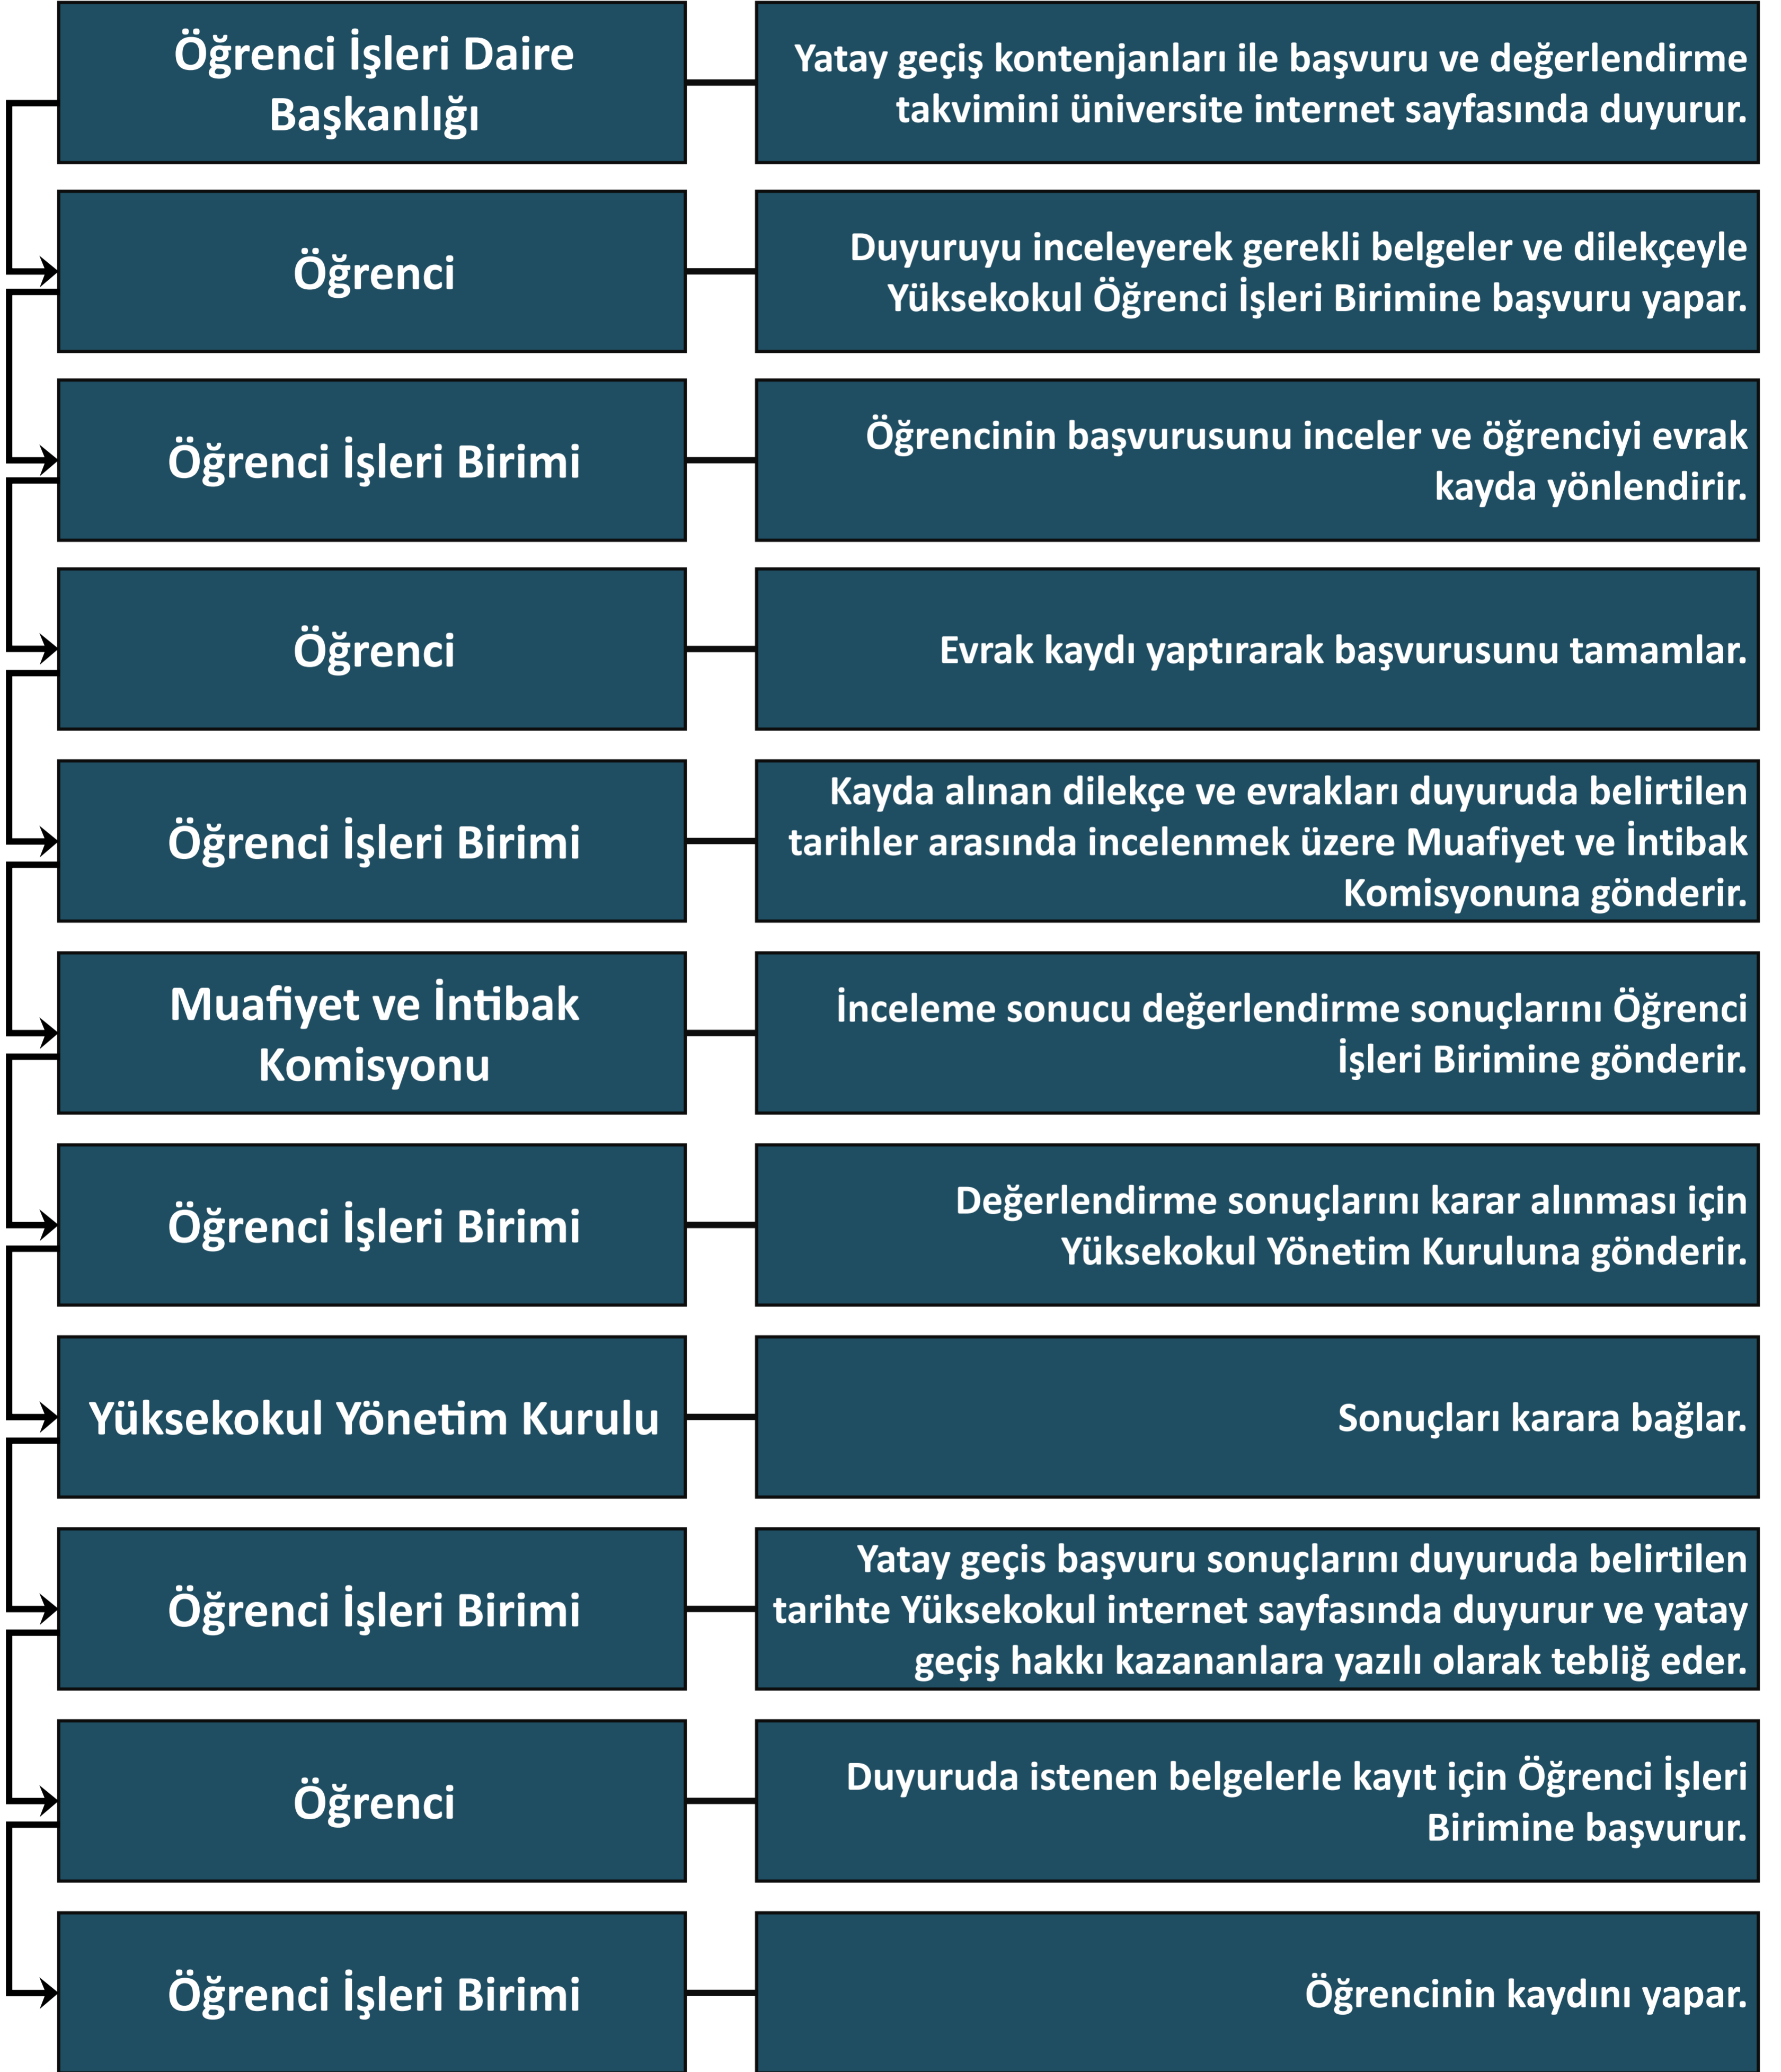 Öğrenci İşleri Daire
Başkanlığı
Yatay geçiş kontenjanları ile başvuru ve değerlendirme
takvimini üniversite internet sayfasında duyurur.
Öğrenci
Duyuruyu inceleyerek gerekli belgeler ve dilekçeyle
Yüksekokul Öğrenci İşleri Birimine başvuru yapar.
Öğrenci İşleri Birimi
Öğrencinin başvurusunu inceler ve öğrenciyi evrak
kayda yönlendirir.
Öğrenci
Evrak kaydı yaptırarak başvurusunu tamamlar.
Öğrenci İşleri Birimi
Kayda alınan dilekçe ve evrakları duyuruda belirtilen
tarihler arasında incelenmek üzere Muafiyet ve İntibak
Komisyonuna gönderir.
Muafiyet ve İntibak
Komisyonu
İnceleme sonucu değerlendirme sonuçlarını Öğrenci
İşleri Birimine gönderir.
Öğrenci İşleri Birimi
Değerlendirme sonuçlarını karar alınması için
Yüksekokul Yönetim Kuruluna gönderir.
Yüksekokul Yönetim Kurulu
Sonuçları karara bağlar.
Öğrenci İşleri Birimi
Yatay geçis başvuru sonuçlarını duyuruda belirtilen
tarihte Yüksekokul internet sayfasında duyurur ve yatay
geçiş hakkı kazananlara yazılı olarak tebliğ eder.
Öğrenci
Duyuruda istenen belgelerle kayıt için Öğrenci İşleri
Birimine başvurur.
Öğrenci İşleri Birimi
Öğrencinin kaydını yapar.